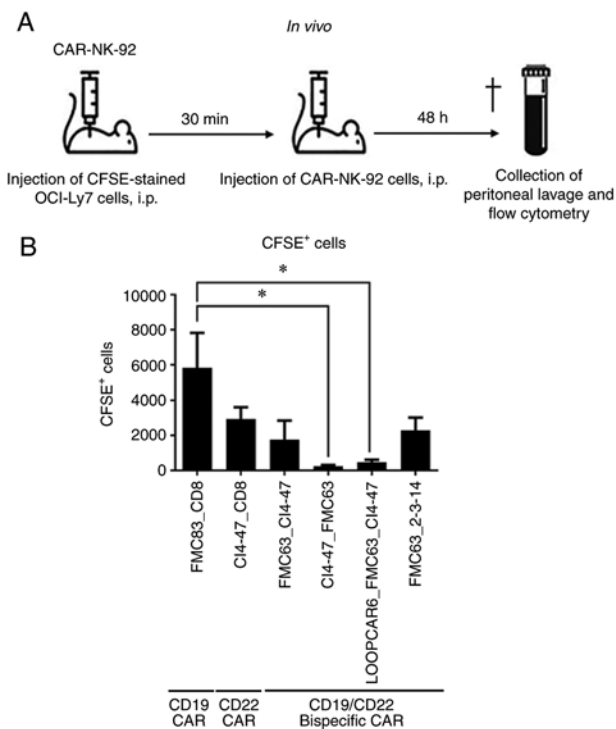 A
In vivo
CAR-NK-92
30 min
48 h
Injection of CFSE-stained
OCI-Ly7 cells, i.p.
Injection of CAR-NK-92 cells, i.p.
Collection of
peritoneal lavage and
flow cytometry
B
CFSE+ cells
*
*
10000
8000
6000
4000
2000
0
CFSE+ cells
FMC83_CD8
CI4-47_CD8
FMC63_CI4-47
CI4-47_FMC63
LOOPCAR6_FMC63_CI4-47
FMC63_2-3-14
CD19
CAR
CD22
CAR
CD19/CD22
Bispecific CAR